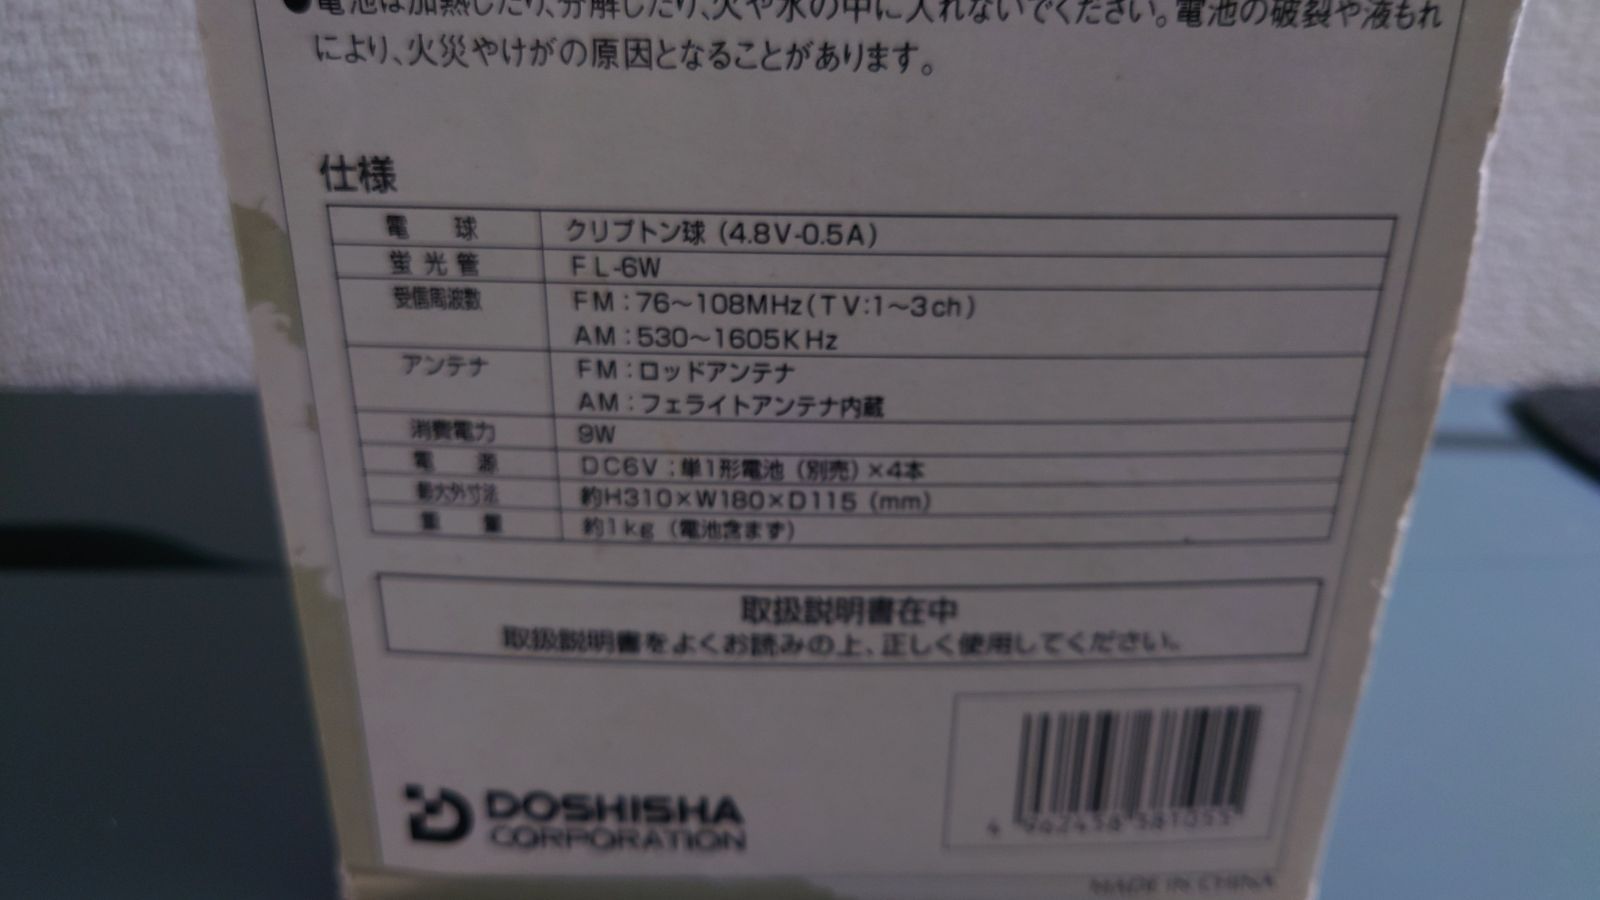 ●電池は加熱したり、分解したり、火や水の中に入れないでください。電池の破裂や液もれ
により、火災やけがの原因となることがあります。
仕様
電 球 クリプトン球（4.8V-0.5A）
蛍光管 FL-6W
受信周波数 FM：76～108MHz(TV:1～3ch)
AM：530～1605KHz
アンテナ FM：ロッドアンテナ
AM：フェライトアンテナ内蔵
消費電力 9W
電 源 DC6V：単1形電池（別売）×4本
最大外寸法 約H310×W180×D115（mm）
重 量 約1kg（電池含まず）
取扱説明書在中
取扱説明書をよくお読みの上、正しく使用してください。
DOSHISHA
CORPORATION
MADE IN CHINA